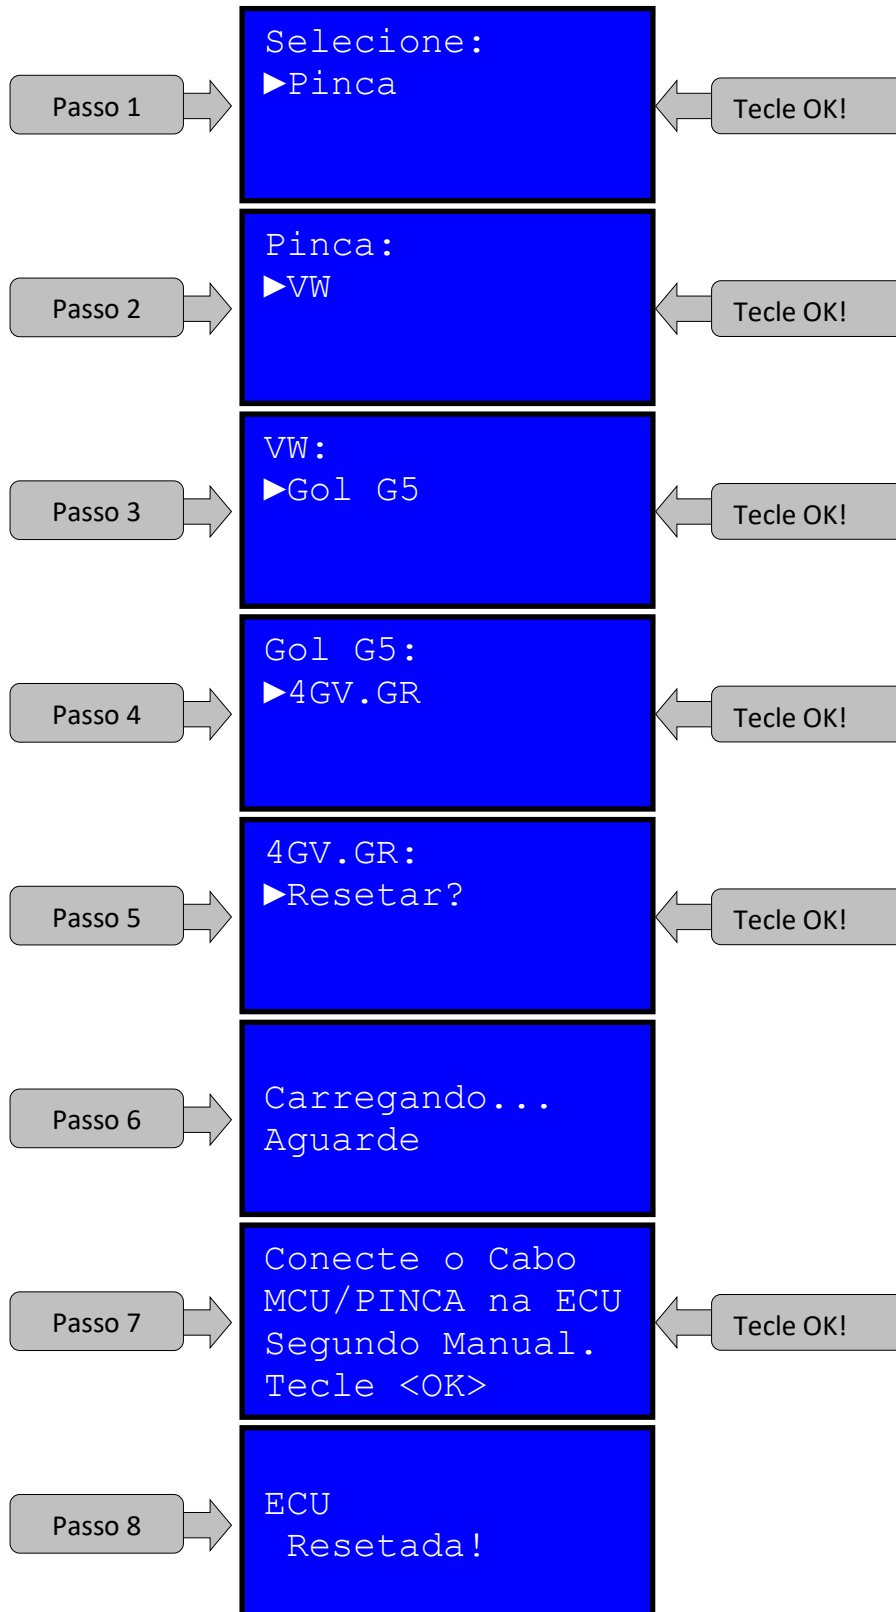 Selecione:
►Pinca
Passo 1
Tecle OK!
Pinca:
►VW
Passo 2
Tecle OK!
VW:
►Gol G5
Passo 3
Tecle OK!
Gol G5:
►4GV.GR
Passo 4
Tecle OK!
4GV.GR:
►Resetar?
Passo 5
Tecle OK!
Carregando...
Aguarde
Passo 6
Conecte o Cabo
MCU/PINCA na ECU
Segundo Manual.
Tecle <OK>
Passo 7
Tecle OK!
ECU
Resetada!
Passo 8